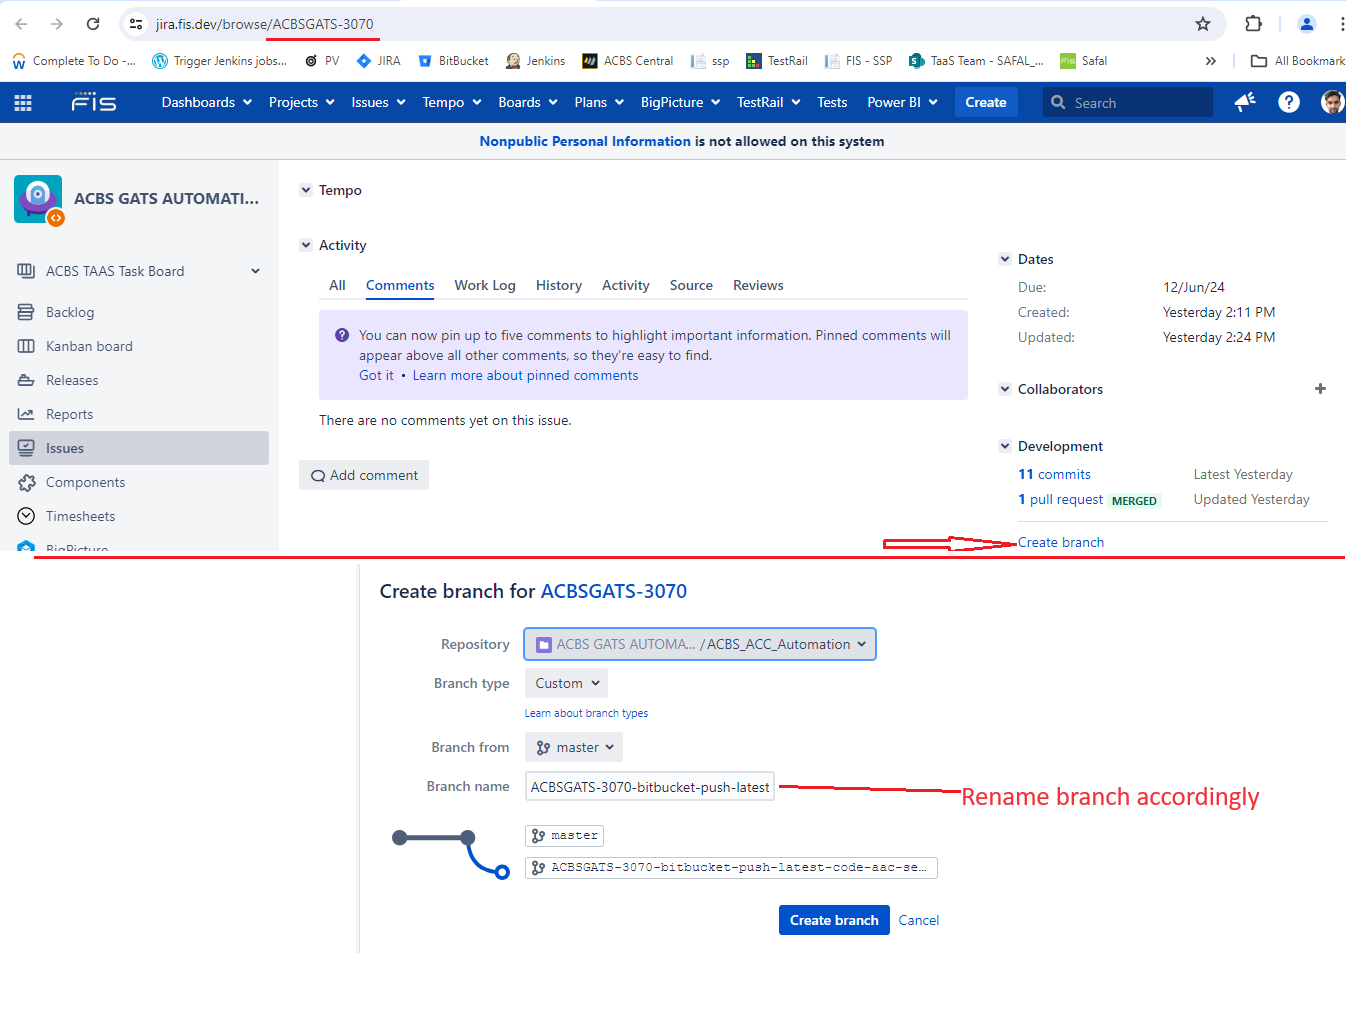 jira.fis.dev/browse/ACBSGATS-3070
Complete To Do -... Trigger Jenkins jobs... PV JIRA BitBucket Jenkins ACBS Central ssp TestRail FIS - SSP TaaS Team - SAFAL_... Safal » All Bookmark
FIS Dashboards Projects Issues Tempo Boards Plans BigPicture TestRail Tests Power BI Create Search
Nonpublic Personal Information is not allowed on this system
ACBS GATS AUTOMATI...
ACBS TAAS Task Board
Backlog
Kanban board
Releases
Reports
Issues
Components
Timesheets
BigPicture
Tempo
Activity
All Comments Work Log History Activity Source Reviews
You can now pin up to five comments to highlight important information. Pinned comments will
appear above all other comments, so they're easy to find.
Got it • Learn more about pinned comments
There are no comments yet on this issue.
Add comment
Dates
Due: 12/Jun/24
Created: Yesterday 2:11 PM
Updated: Yesterday 2:24 PM
Collaborators
Development
11 commits Latest Yesterday
1 pull request MERGED Updated Yesterday
Create branch
Create branch for ACBSGATS-3070
Repository ACBS GATS AUTOMA... / ACBS_ACC_Automation
Branch type Custom
Learn about branch types
Branch from master
Branch name ACBSGATS-3070-bitbucket-push-latest
Rename branch accordingly
master
ACBSGATS-3070-bitbucket-push-latest-code-aac-se...
Create branch Cancel